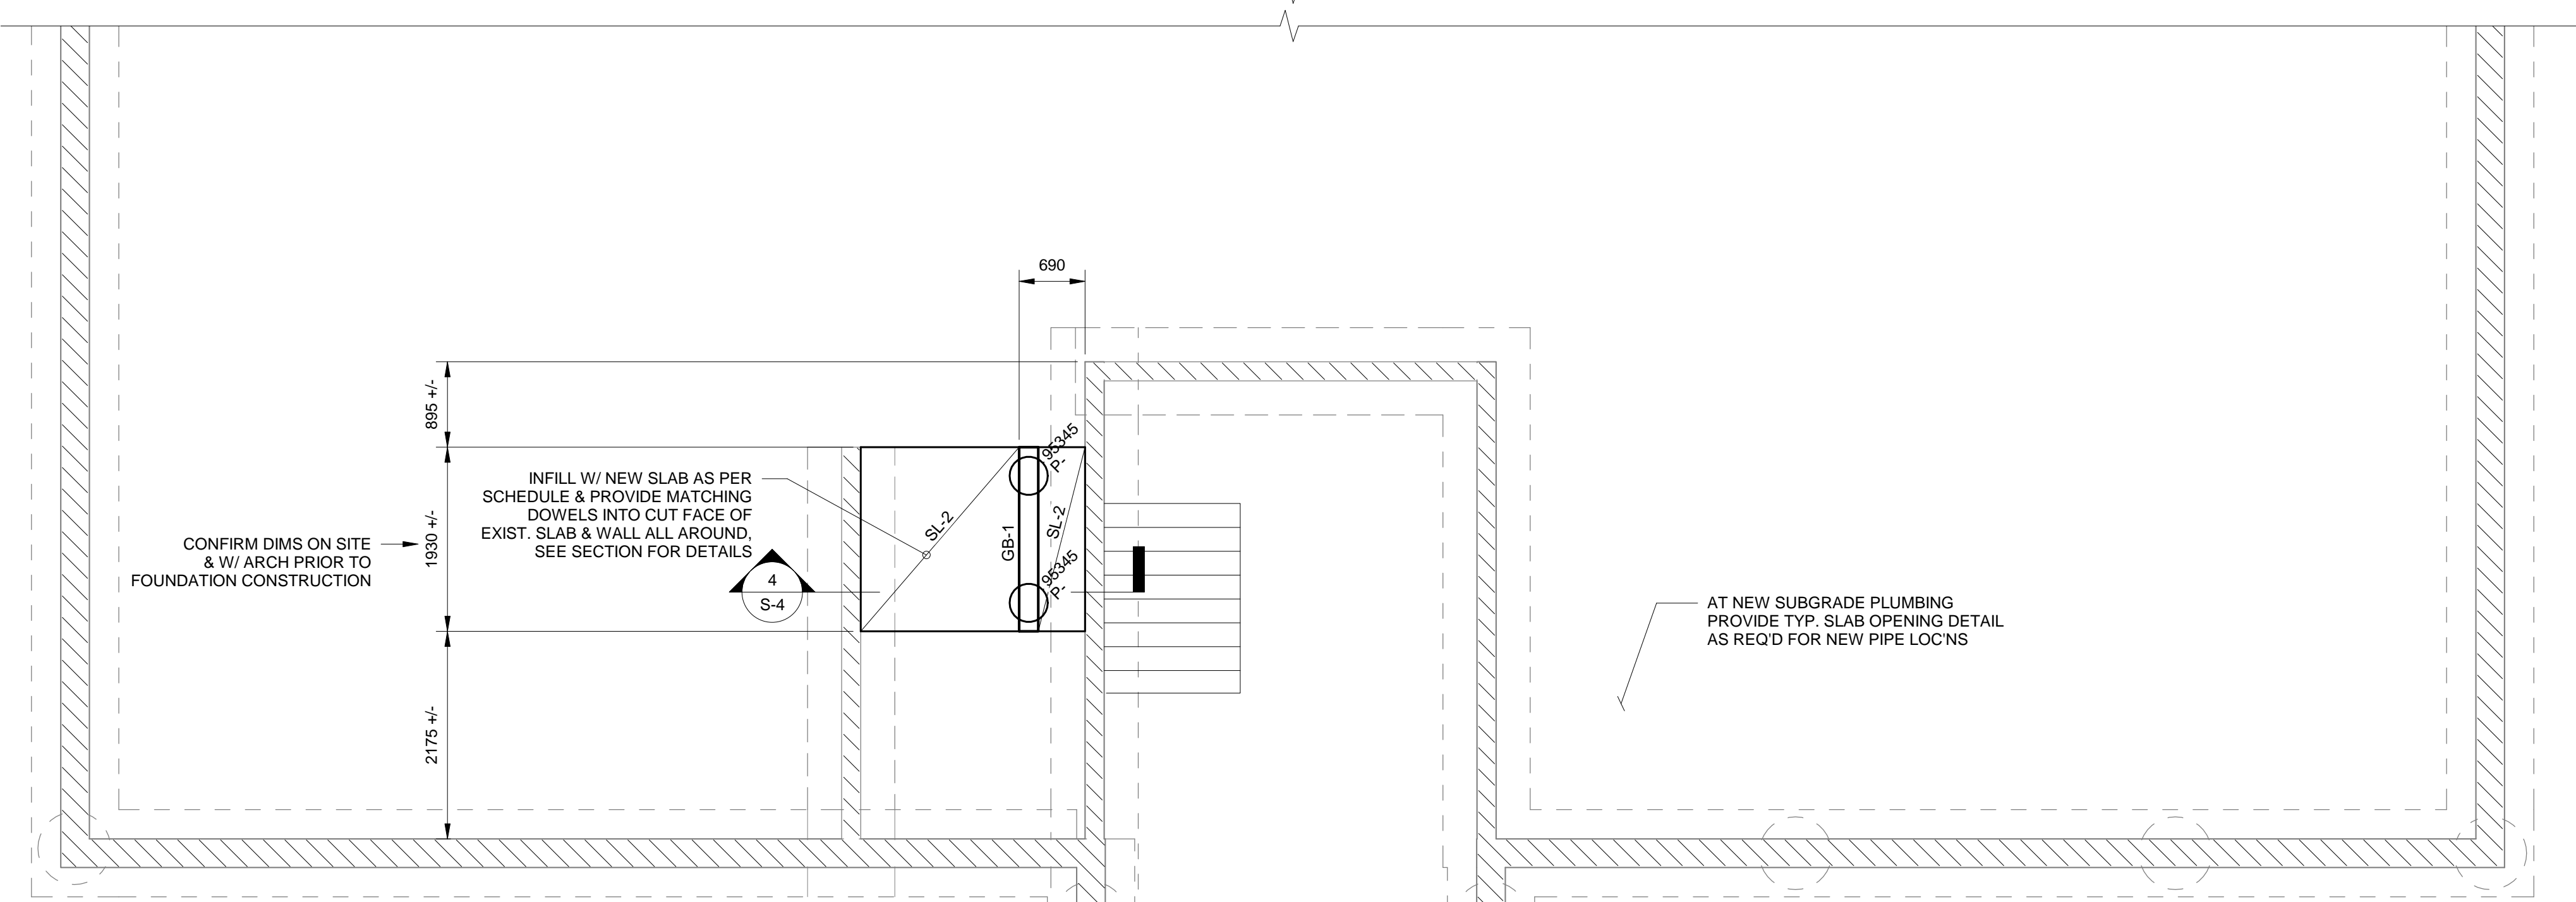 690
895 +/-
1930 +/-
2175 +/-
CONFIRM DIMS ON SITE
& W/ ARCH PRIOR TO
FOUNDATION CONSTRUCTION
INFILL W/ NEW SLAB AS PER
SCHEDULE & PROVIDE MATCHING
DOWELS INTO CUT FACE OF
EXIST. SLAB & WALL ALL AROUND,
SEE SECTION FOR DETAILS
4
S-4
SL-2
GB-1
SL-2
95345
P-
95345
P-
AT NEW SUBGRADE PLUMBING
PROVIDE TYP. SLAB OPENING DETAIL
AS REQ'D FOR NEW PIPE LOC'NS